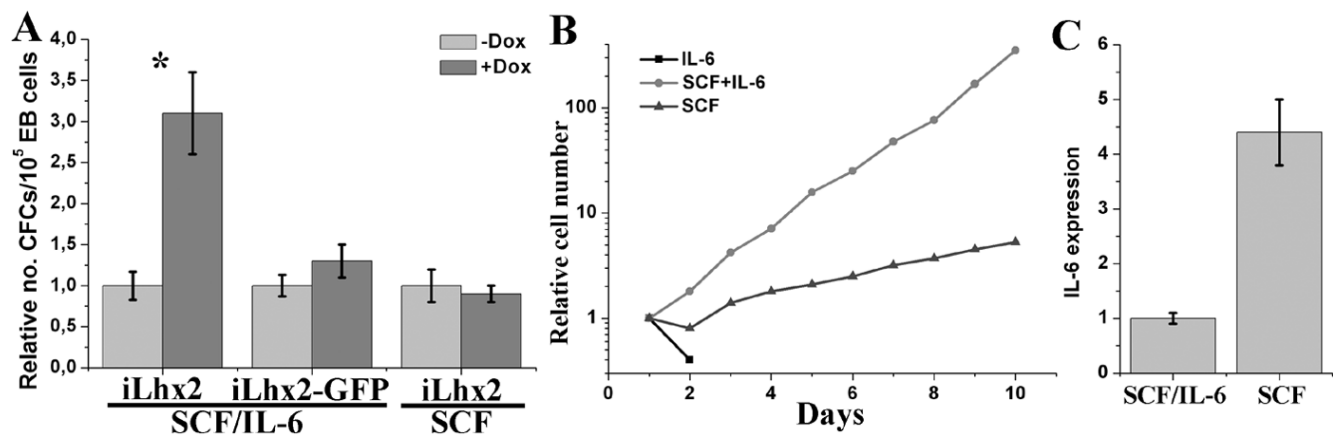 A
Relative no. CFCs/10⁵ EB cells
4,0
3,5
3,0
2,5
2,0
1,5
1,0
0,5
0,0
*
-Dox
+Dox
iLhx2 iLhx2-GFP iLhx2
SCF/IL-6 SCF
B
Relative cell number
100
10
1
IL-6
SCF+IL-6
SCF
0 2 4 6 8 10
Days
C
IL-6 expression
6
5
4
3
2
1
0
SCF/IL-6 SCF